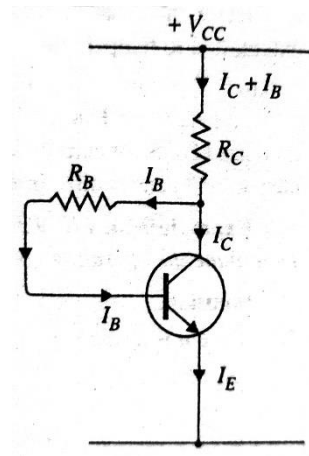 + V_CC
I_C + I_B
R_C
R_B
I_B
I_C
I_B
I_E